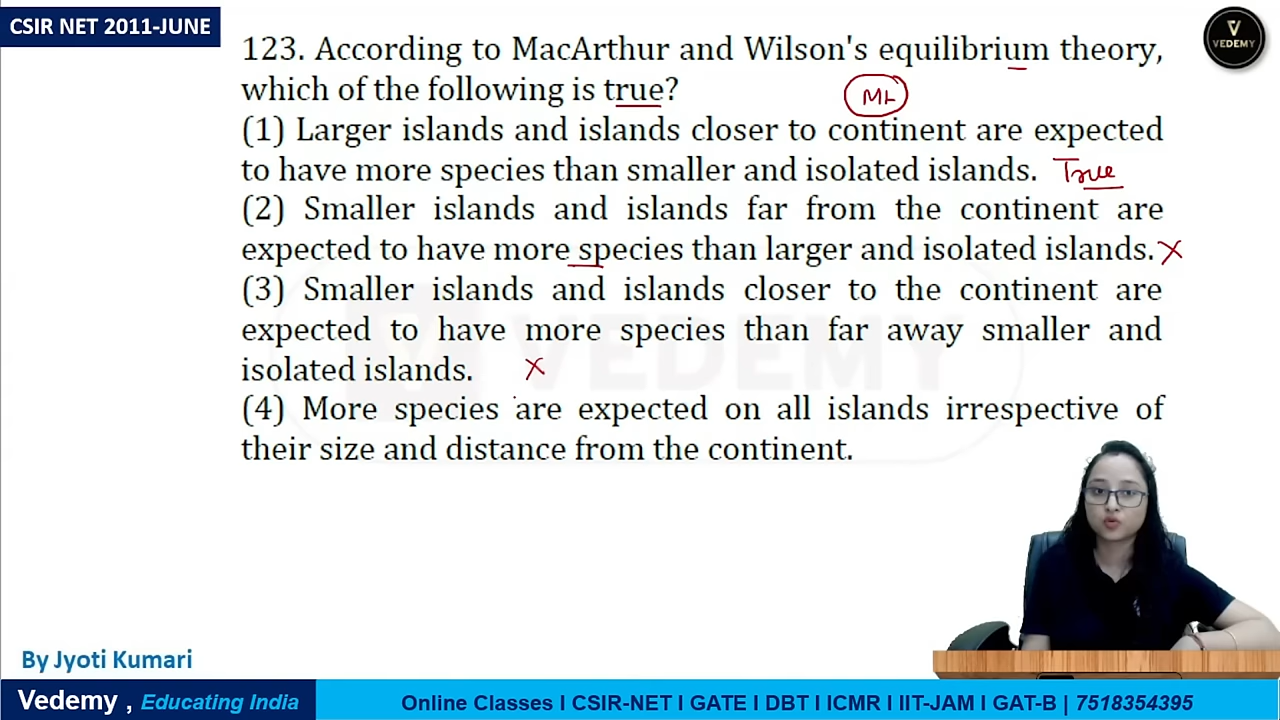 CSIR NET 2011-JUNE
VEDEMY
123. According to MacArthur and Wilson's equilibrium theory,
which of the following is true?
ML
(1) Larger islands and islands closer to continent are expected
to have more species than smaller and isolated islands. True
(2) Smaller islands and islands far from the continent are
expected to have more species than larger and isolated islands. X
(3) Smaller islands and islands closer to the continent are
expected to have more species than far away smaller and
isolated islands. X
(4) More species are expected on all islands irrespective of
their size and distance from the continent.
VEDEMY
By Jyoti Kumari
Vedemy , Educating India
Online Classes I CSIR-NET I GATE I DBT I ICMR I IIT-JAM I GAT-B | 7518354395